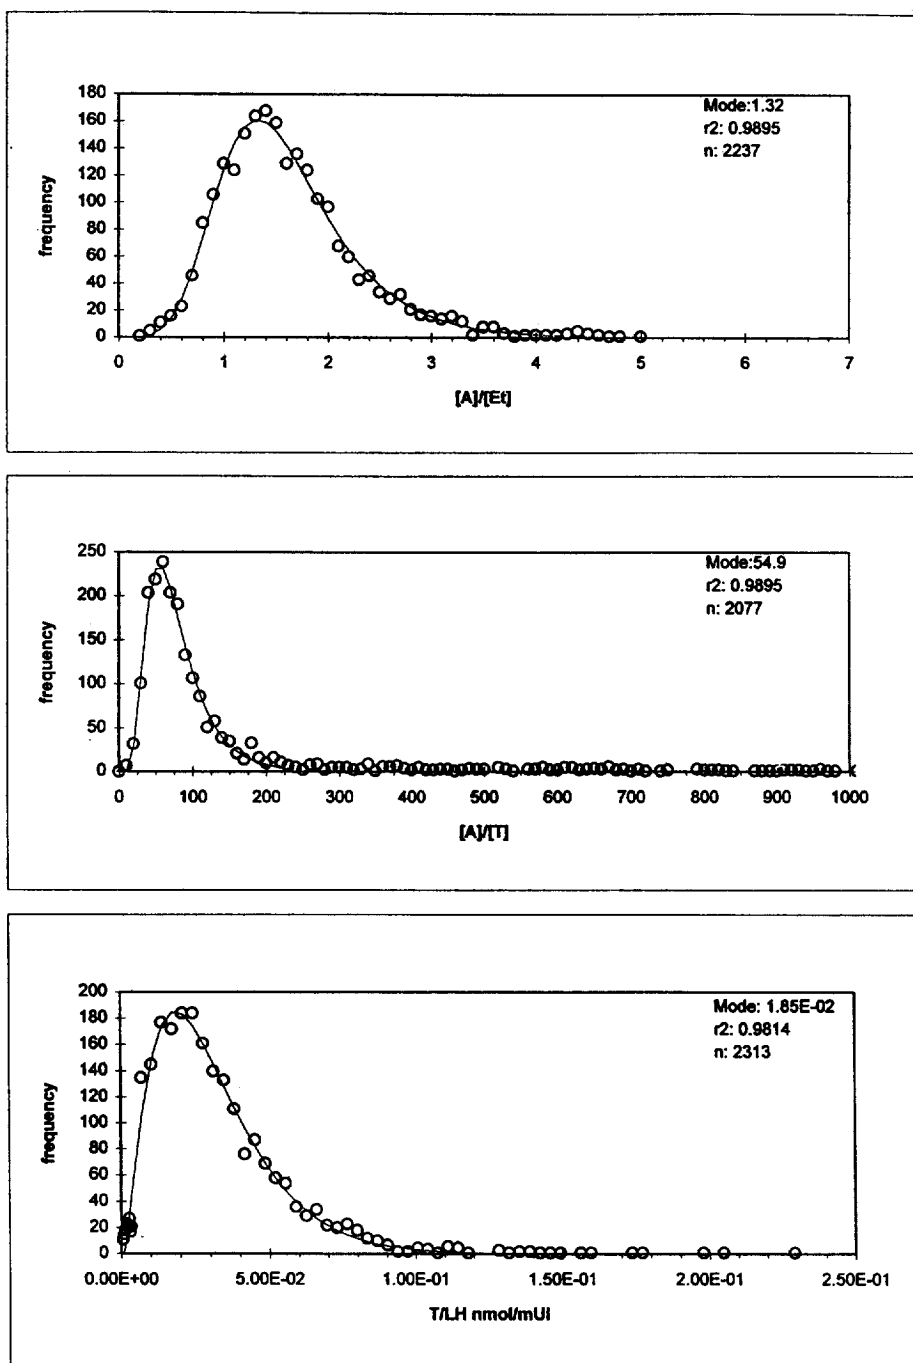 180
160
140
120
100
80
60
40
20
0
frequency
Mode:1.32
r2: 0.9895
n: 2237
0 1 2 3 4 5 6 7
[A]/[Et]
250
200
150
100
50
0
frequency
Mode:54.9
r2: 0.9895
n: 2077
0 100 200 300 400 500 600 700 800 900 1000
[A]/[T]
200
180
160
140
120
100
80
60
40
20
0
frequency
Mode: 1.85E-02
r2: 0.9814
n: 2313
0.00E+00 5.00E-02 1.00E-01 1.50E-01 2.00E-01 2.50E-01
T/LH nmol/mUI